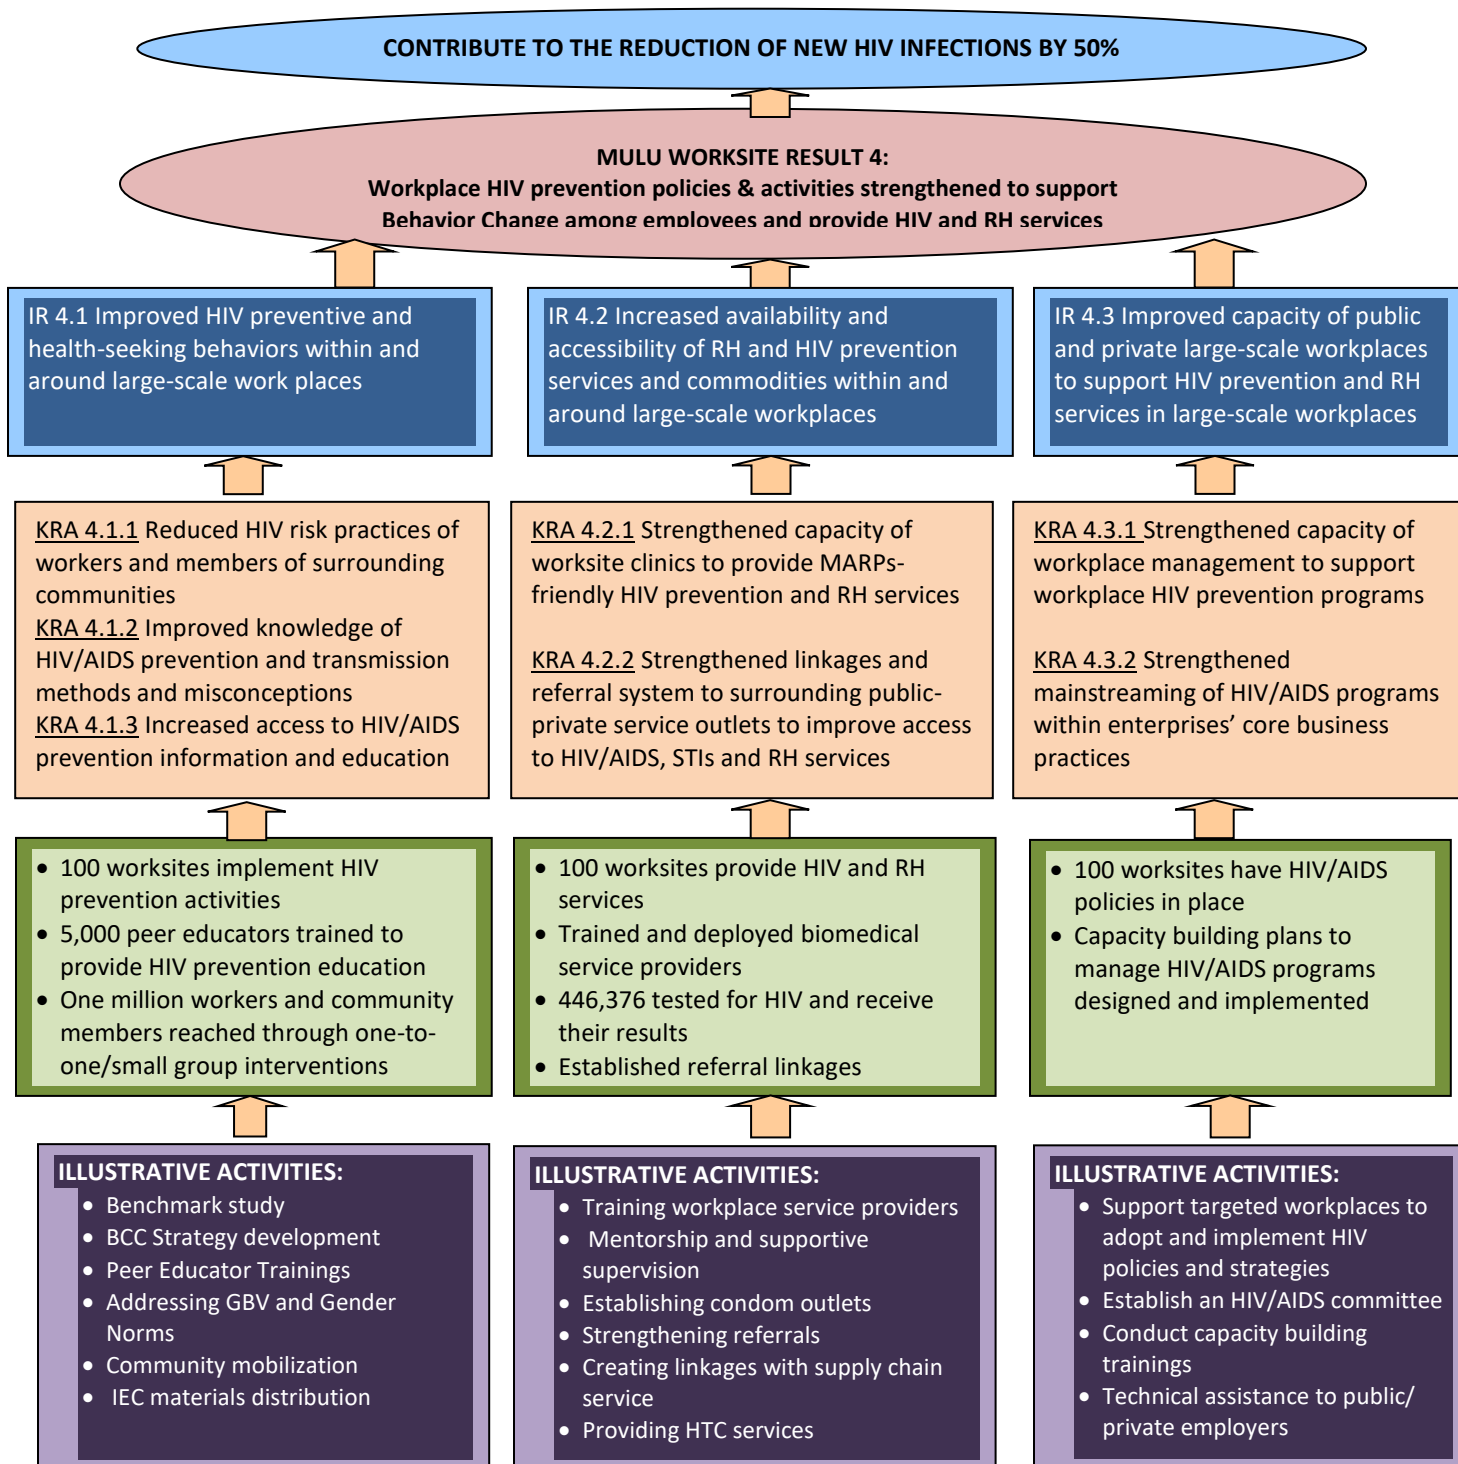 CONTRIBUTE TO THE REDUCTION OF NEW HIV INFECTIONS BY 50%
MULU WORKSITE RESULT 4:
Workplace HIV prevention policies & activities strengthened to support
Behavior Change among employees and provide HIV and RH services
IR 4.1 Improved HIV preventive and
health-seeking behaviors within and
around large-scale work places
IR 4.2 Increased availability and
accessibility of RH and HIV prevention
services and commodities within and
around large-scale workplaces
IR 4.3 Improved capacity of public
and private large-scale workplaces
to support HIV prevention and RH
services in large-scale workplaces
KRA 4.1.1 Reduced HIV risk practices of
workers and members of surrounding
communities
KRA 4.1.2 Improved knowledge of
HIV/AIDS prevention and transmission
methods and misconceptions
KRA 4.1.3 Increased access to HIV/AIDS
prevention information and education
KRA 4.2.1 Strengthened capacity of
worksite clinics to provide MARPs-
friendly HIV prevention and RH services
KRA 4.2.2 Strengthened linkages and
referral system to surrounding public-
private service outlets to improve access
to HIV/AIDS, STIs and RH services
KRA 4.3.1 Strengthened capacity of
workplace management to support
workplace HIV prevention programs
KRA 4.3.2 Strengthened
mainstreaming of HIV/AIDS programs
within enterprises’ core business
practices
• 100 worksites implement HIV
prevention activities
• 5,000 peer educators trained to
provide HIV prevention education
• One million workers and community
members reached through one-to-
one/small group interventions
• 100 worksites provide HIV and RH
services
• Trained and deployed biomedical
service providers
• 446,376 tested for HIV and receive
their results
• Established referral linkages
• 100 worksites have HIV/AIDS
policies in place
• Capacity building plans to
manage HIV/AIDS programs
designed and implemented
ILLUSTRATIVE ACTIVITIES:
• Benchmark study
• BCC Strategy development
• Peer Educator Trainings
• Addressing GBV and Gender
Norms
• Community mobilization
• IEC materials distribution
ILLUSTRATIVE ACTIVITIES:
• Training workplace service providers
• Mentorship and supportive
supervision
• Establishing condom outlets
• Strengthening referrals
• Creating linkages with supply chain
service
• Providing HTC services
ILLUSTRATIVE ACTIVITIES:
• Support targeted workplaces to
adopt and implement HIV
policies and strategies
• Establish an HIV/AIDS committee
• Conduct capacity building
trainings
• Technical assistance to public/
private employers